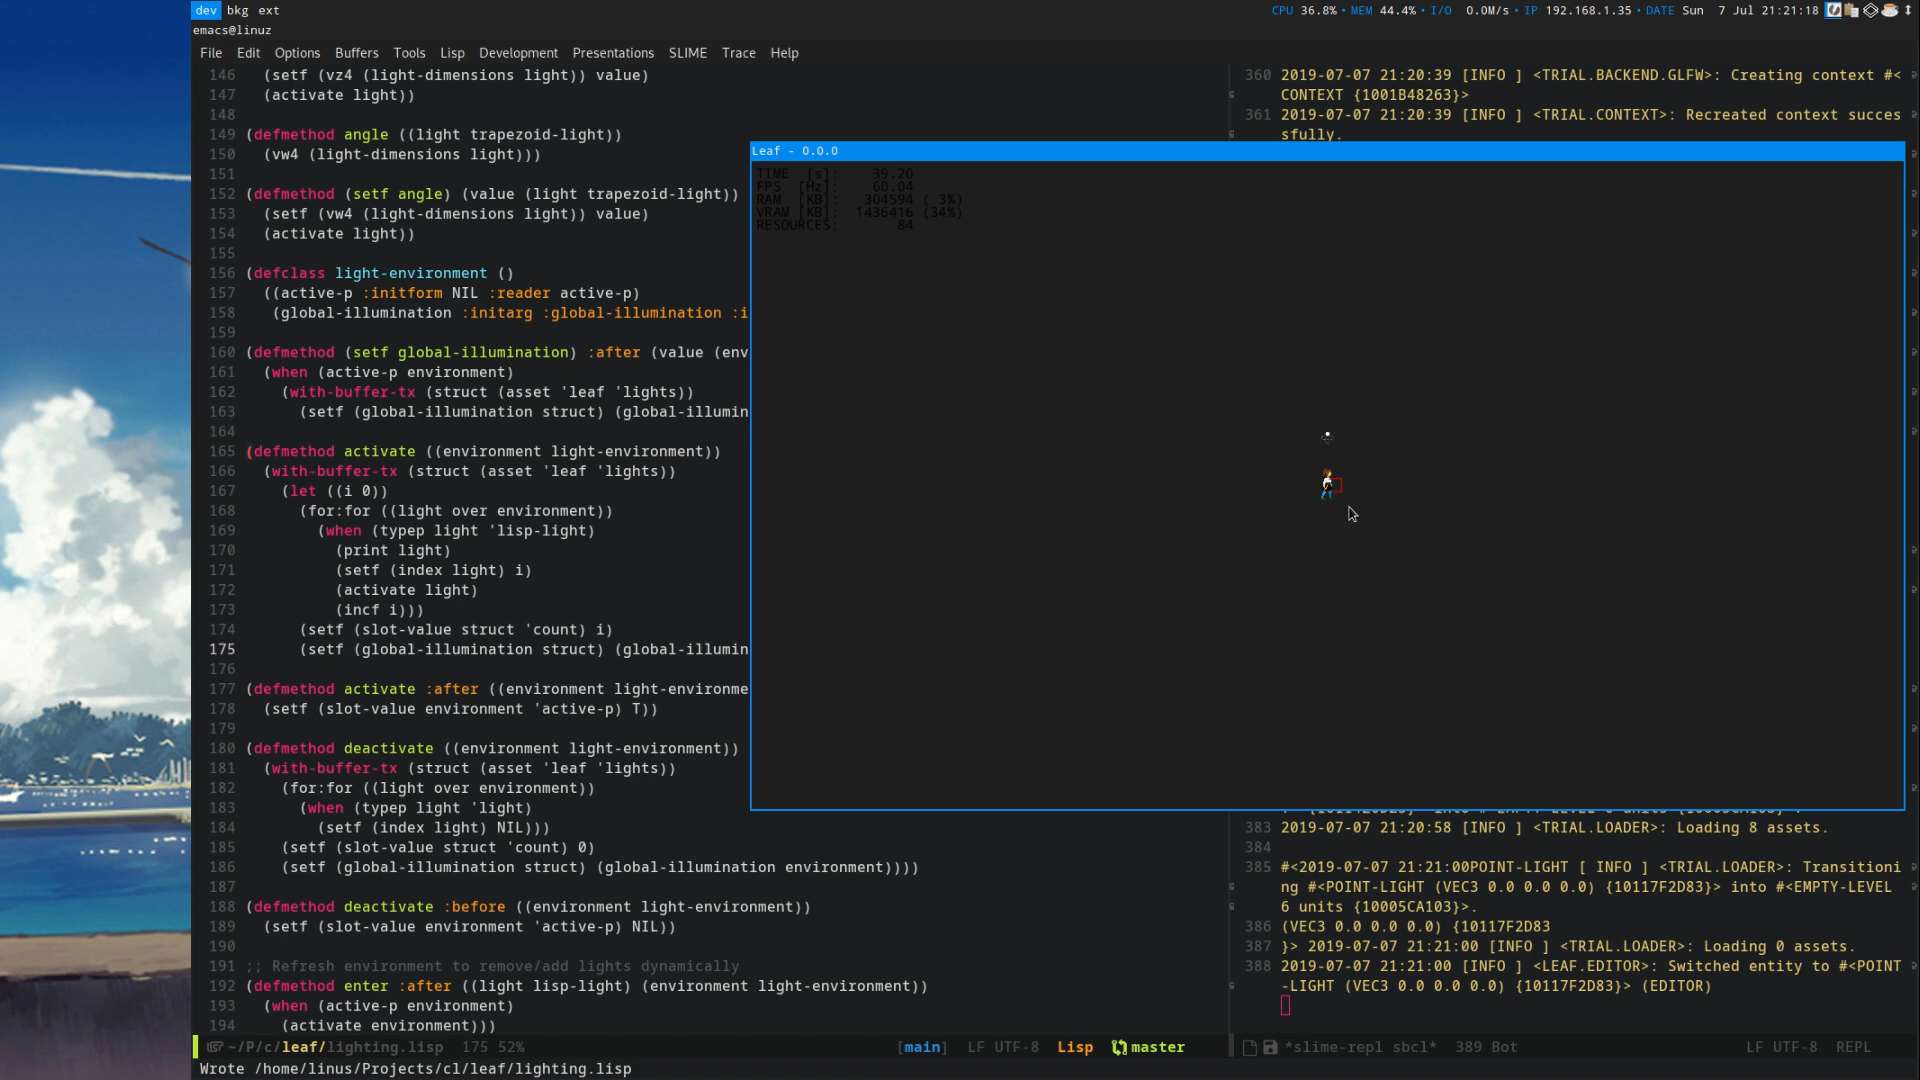 dev bkg ext
CPU 36.8% • MEM 44.4% • I/O 0.0M/s • IP 192.168.1.35 • DATE Sun 7 Jul 21:21:18
emacs@linuz
File Edit Options Buffers Tools Lisp Development Presentations SLIME Trace Help
146 (setf (vz4 (light-dimensions light)) value)
147 (activate light))
148
149 (defmethod angle ((light trapezoid-light))
150 (vw4 (light-dimensions light)))
151
152 (defmethod (setf angle) (value (light trapezoid-light))
153 (setf (vw4 (light-dimensions light)) value)
154 (activate light))
155
156 (defclass light-environment ()
157 ((active-p :initform NIL :reader active-p)
158 (global-illumination :initarg :global-illumination :i
159
160 (defmethod (setf global-illumination) :after (value (env
161 (when (active-p environment)
162 (with-buffer-tx (struct (asset 'leaf 'lights))
163 (setf (global-illumination struct) (global-illumin
164
165 (defmethod activate ((environment light-environment))
166 (with-buffer-tx (struct (asset 'leaf 'lights))
167 (let ((i 0))
168 (for:for ((light over environment))
169 (when (typep light 'lisp-light)
170 (print light)
171 (setf (index light) i)
172 (activate light)
173 (incf i)))
174 (setf (slot-value struct 'count) i)
175 (setf (global-illumination struct) (global-illumin
176
177 (defmethod activate :after ((environment light-environme
178 (setf (slot-value environment 'active-p) T))
179
180 (defmethod deactivate ((environment light-environment))
181 (with-buffer-tx (struct (asset 'leaf 'lights))
182 (for:for ((light over environment))
183 (when (typep light 'light)
184 (setf (index light) NIL)))
185 (setf (slot-value struct 'count) 0)
186 (setf (global-illumination struct) (global-illumination environment))))
187
188 (defmethod deactivate :before ((environment light-environment))
189 (setf (slot-value environment 'active-p) NIL))
190
191 ;; Refresh environment to remove/add lights dynamically
192 (defmethod enter :after ((light lisp-light) (environment light-environment))
193 (when (active-p environment)
194 (activate environment)))
~/P/c/leaf/lighting.lisp 175 52% [main] LF UTF-8 Lisp master
Wrote /home/linus/Projects/cl/leaf/lighting.lisp
360 2019-07-07 21:20:39 [INFO ] <TRIAL.BACKEND.GLFW>: Creating context #<
CONTEXT {1001B48263}>
361 2019-07-07 21:20:39 [INFO ] <TRIAL.CONTEXT>: Recreated context succes
sfully.
Leaf - 0.0.0
TIME [s]: 39.20
FPS [Hz]: 60.04
RAM [KB]: 304594 ( 3%)
VRAM [KB]: 1436416 (34%)
RESOURCES: 84
383 2019-07-07 21:20:58 [INFO ] <TRIAL.LOADER>: Loading 8 assets.
384
385 #<2019-07-07 21:21:00POINT-LIGHT [ INFO ] <TRIAL.LOADER>: Transitioni
ng #<POINT-LIGHT (VEC3 0.0 0.0 0.0) {10117F2D83}> into #<EMPTY-LEVEL
6 units {10005CA103}>.
386 (VEC3 0.0 0.0 0.0) {10117F2D83
387 }> 2019-07-07 21:21:00 [INFO ] <TRIAL.LOADER>: Loading 0 assets.
388 2019-07-07 21:21:00 [INFO ] <LEAF.EDITOR>: Switched entity to #<POINT
-LIGHT (VEC3 0.0 0.0 0.0) {10117F2D83}> (EDITOR)
*slime-repl sbcl* 389 Bot LF UTF-8 REPL